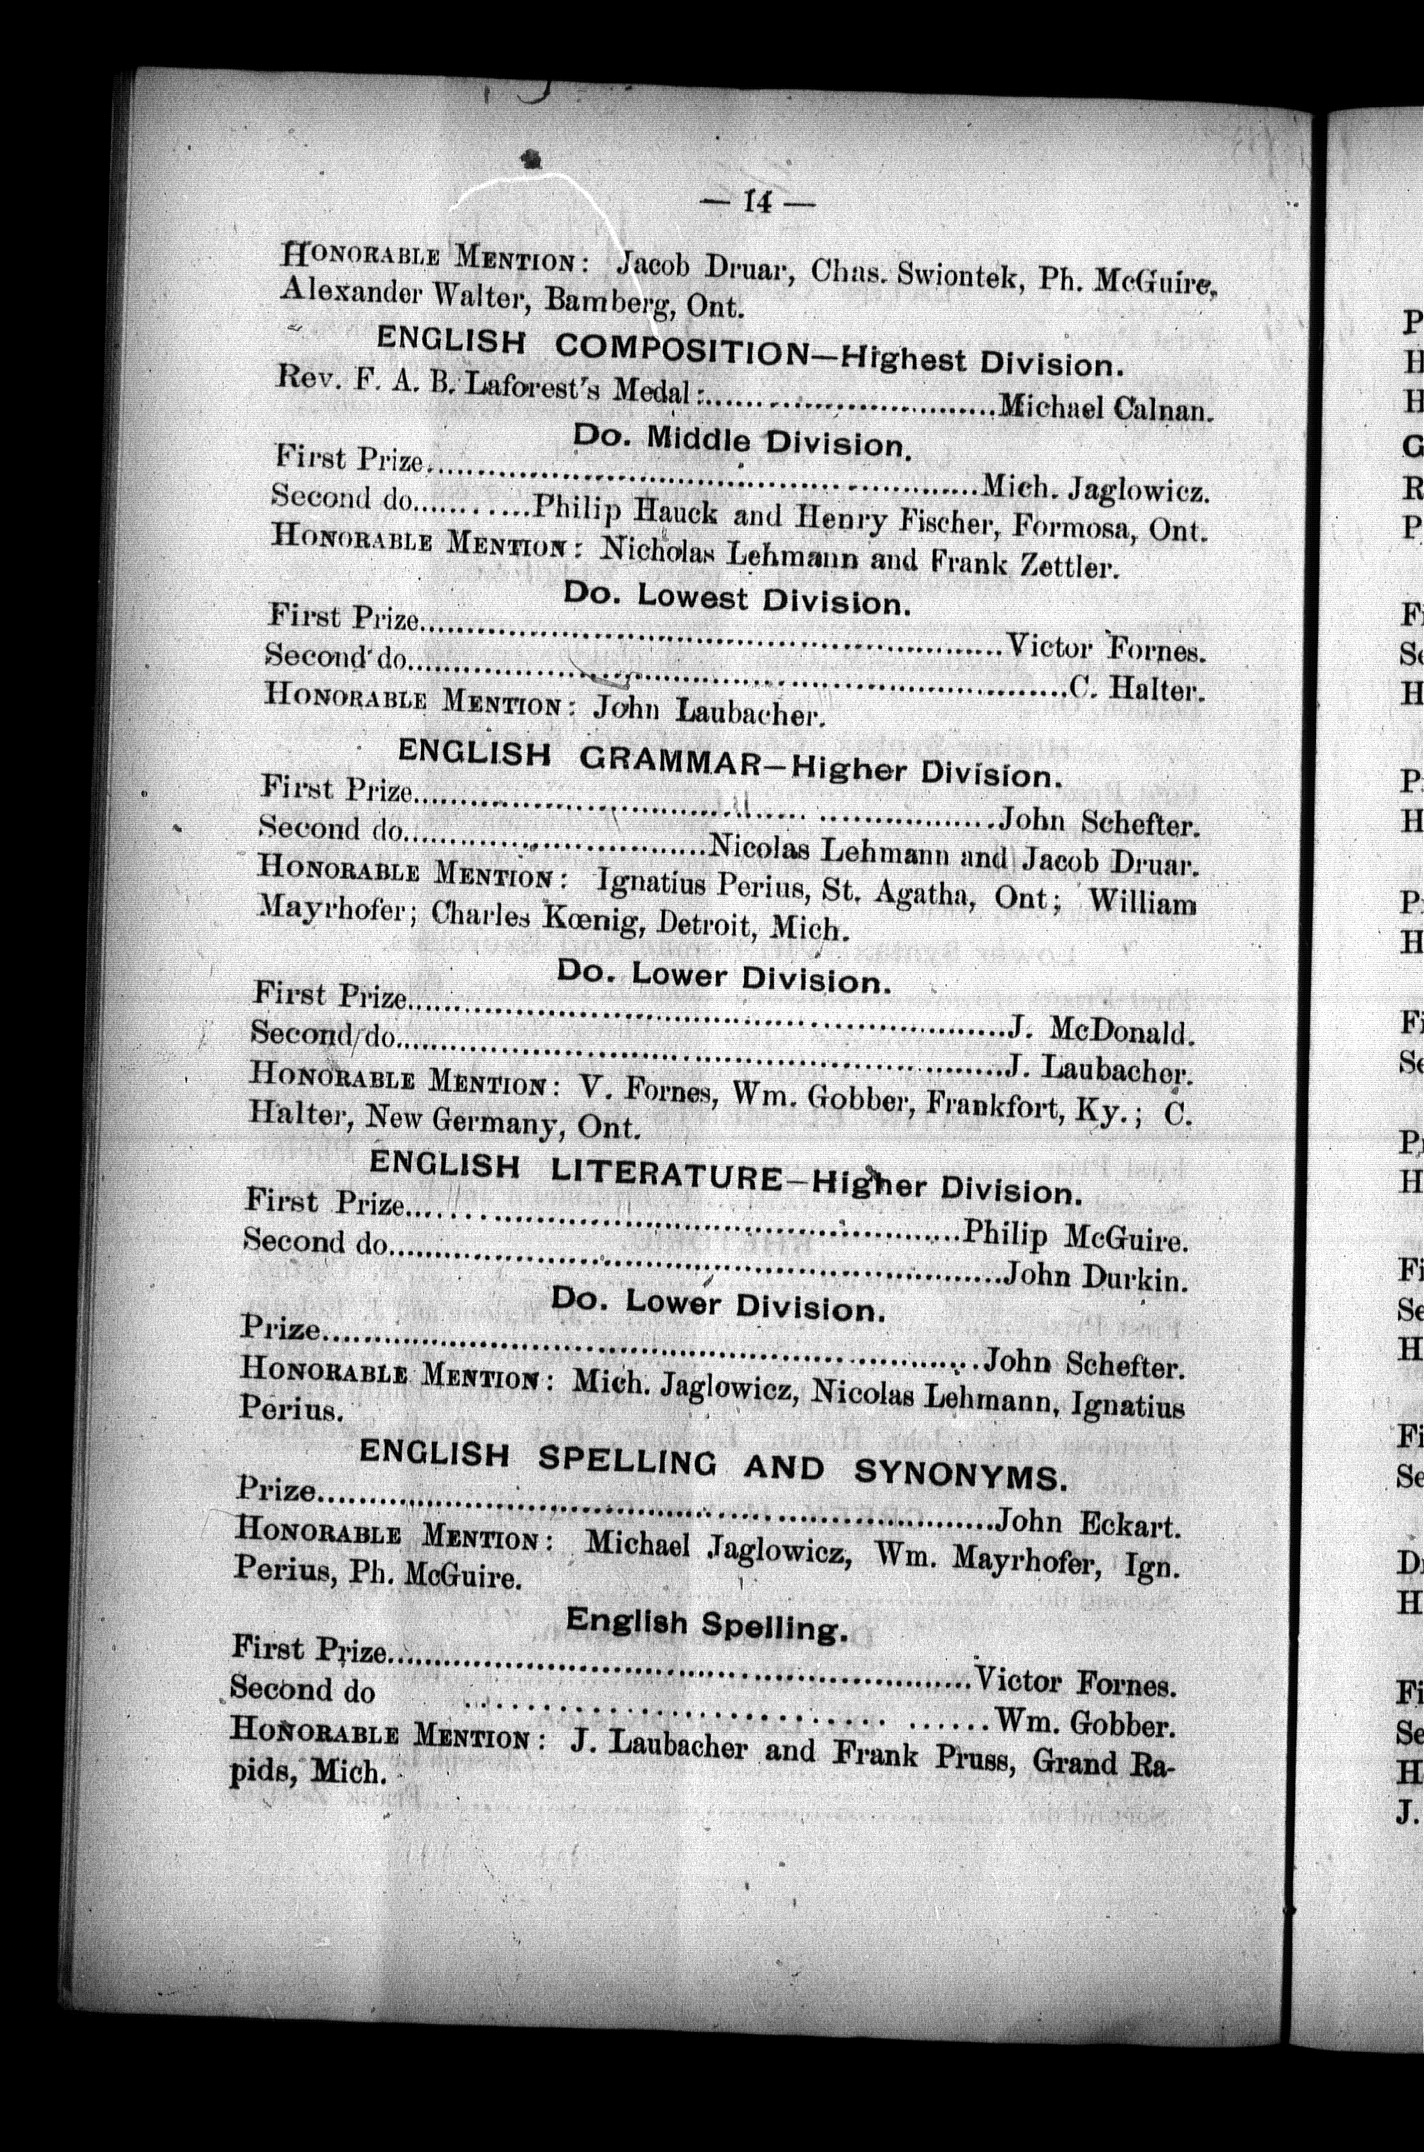 — 14 —
HONORABLE MENTION: Jacob Druar, Chas. Swiontek, Ph. McGuire,
Alexander Walter, Bamberg, Ont.
ENGLISH COMPOSITION—Highest Division.
Rev. F. A. B. Laforest's Medal:..............................Michael Calnan.
Do. Middle Division.
First Prize..........................................................Mich. Jaglowicz.
Second do............Philip Hauck and Henry Fischer, Formosa, Ont.
HONORABLE MENTION: Nicholas Lehmann and Frank Zettler.
Do. Lowest Division.
First Prize..........................................................Victor Fornes.
Second do..................................................................C. Halter.
HONORABLE MENTION: John Laubacher.
ENGLISH GRAMMAR—Higher Division.
First Prize..........................................................John Schefter.
Second do..............................Nicolas Lehmann and Jacob Druar.
HONORABLE MENTION: Ignatius Perius, St. Agatha, Ont; William
Mayrhofer; Charles Kœnig, Detroit, Mich.
Do. Lower Division.
First Prize............................................................J. McDonald.
Second do............................................................J. Laubacher.
HONORABLE MENTION: V. Fornes, Wm. Gobber, Frankfort, Ky.; C.
Halter, New Germany, Ont.
ENGLISH LITERATURE—Higher Division.
First Prize.......................................................Philip McGuire.
Second do.............................................................John Durkin.
Do. Lower Division.
Prize..................................................................John Schefter.
HONORABLE MENTION: Mich. Jaglowicz, Nicolas Lehmann, Ignatius
Perius.
ENGLISH SPELLING AND SYNONYMS.
Prize....................................................................John Eckart.
HONORABLE MENTION: Michael Jaglowicz, Wm. Mayrhofer, Ign.
Perius, Ph. McGuire.
English Spelling.
First Prize..........................................................Victor Fornes.
Second do ....................................................Wm. Gobber.
HONORABLE MENTION: J. Laubacher and Frank Pruss, Grand Ra-
pids, Mich.